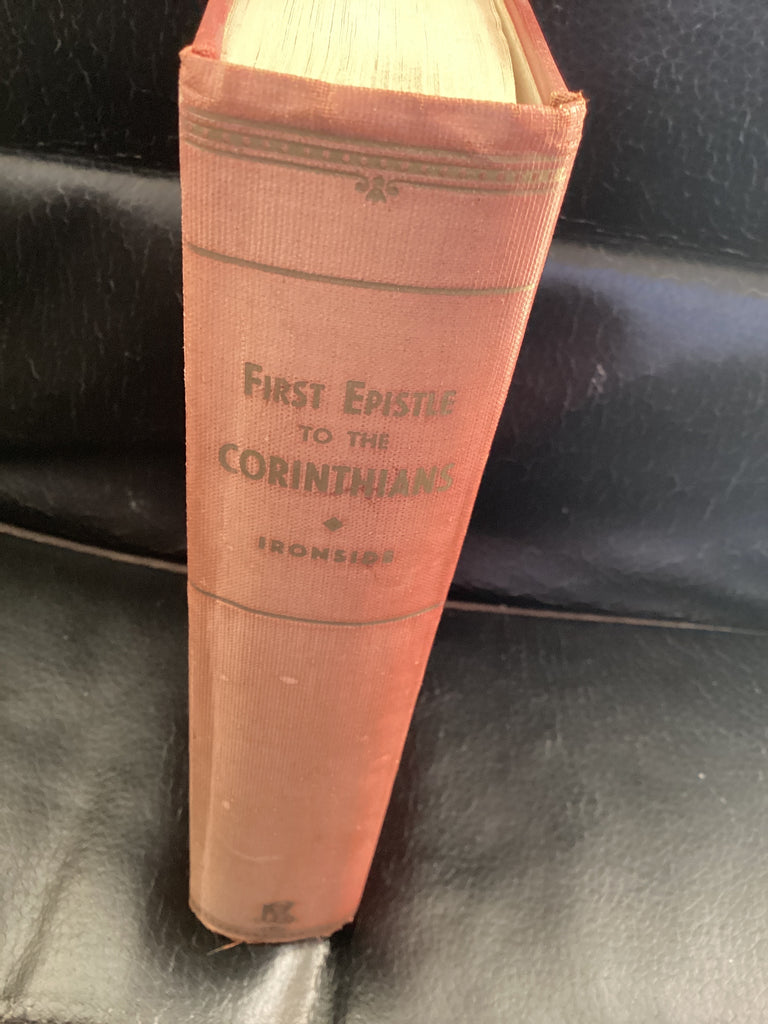 FIRST EPISTLE
TO THE
CORINTHIANS
IRONSIDE